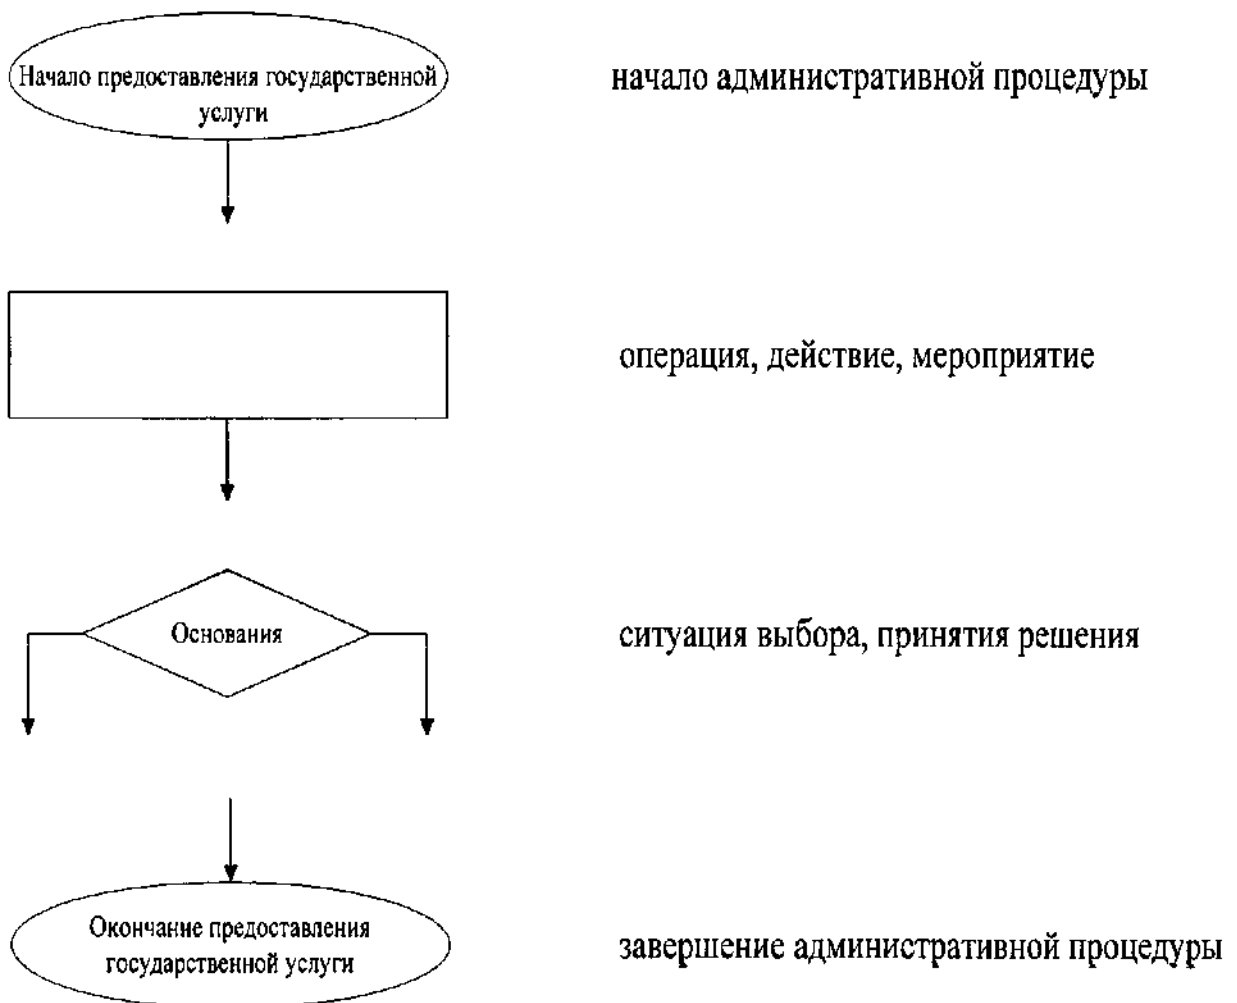 Начало предоставления государственной
услуги
начало административной процедуры
операция, действие, мероприятие
Основания
ситуация выбора, принятия решения
Окончание предоставления
государственной услуги
завершение административной процедуры